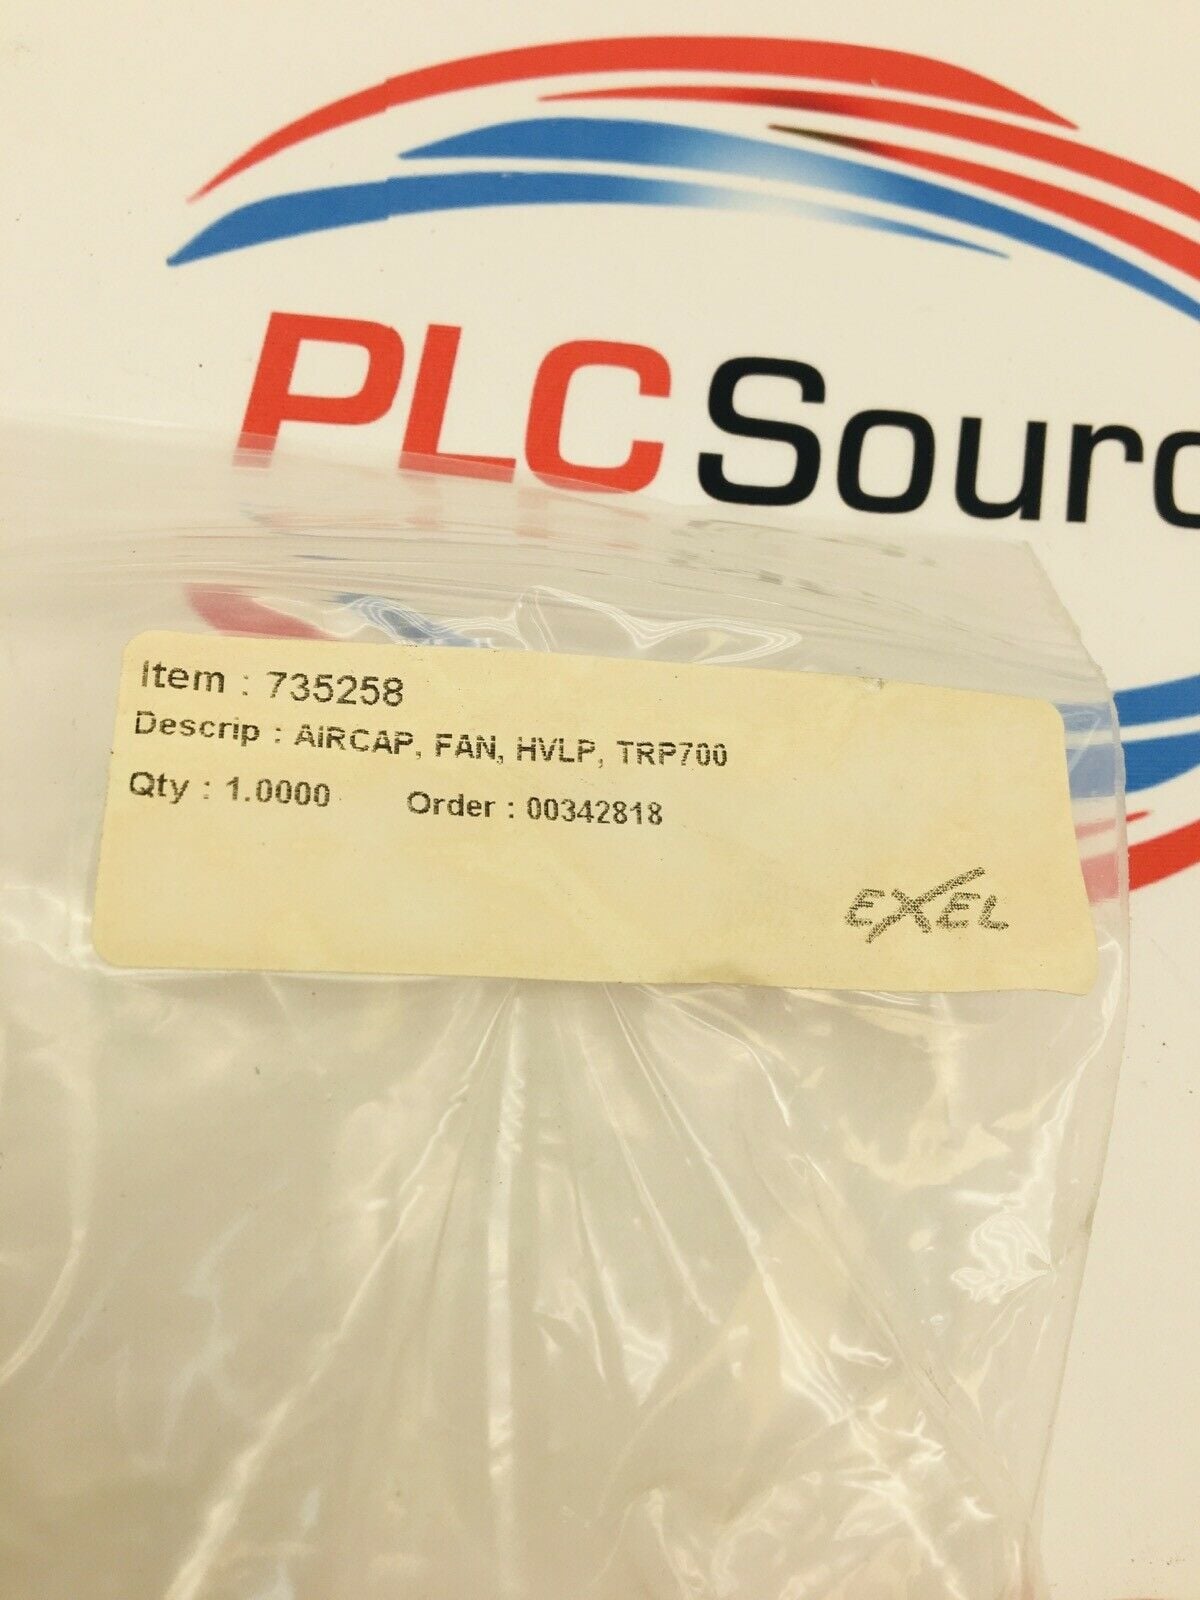 PLC Sourc
Item : 735258
Descrip : AIRCAP, FAN, HVLP, TRP700
Qty : 1.0000 Order : 00342818
EXEL